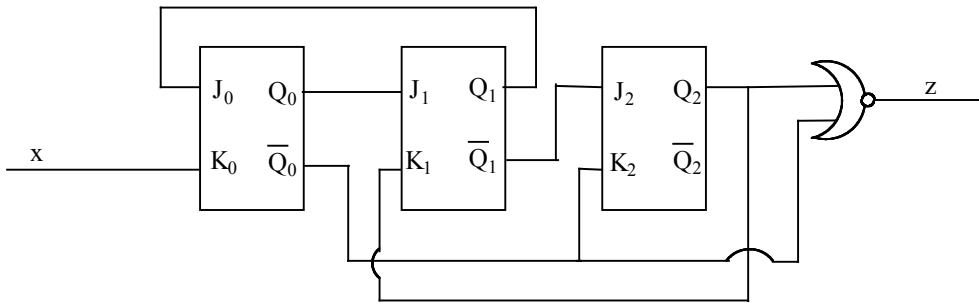 J₀ Q₀ J₁ Q₁ J₂ Q₂ z
x K₀ Q̅₀ K₁ Q̅₁ K₂ Q̅₂